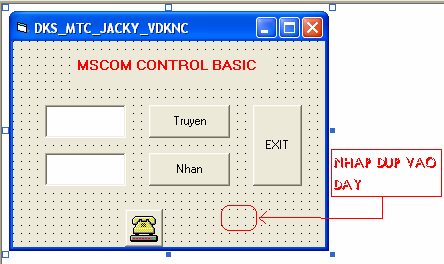 DKS_MTC_JACKY_VDKNC
MSCOM CONTROL BASIC
Truyen
EXIT
Nhan
NHAP DUP VAO
DAY